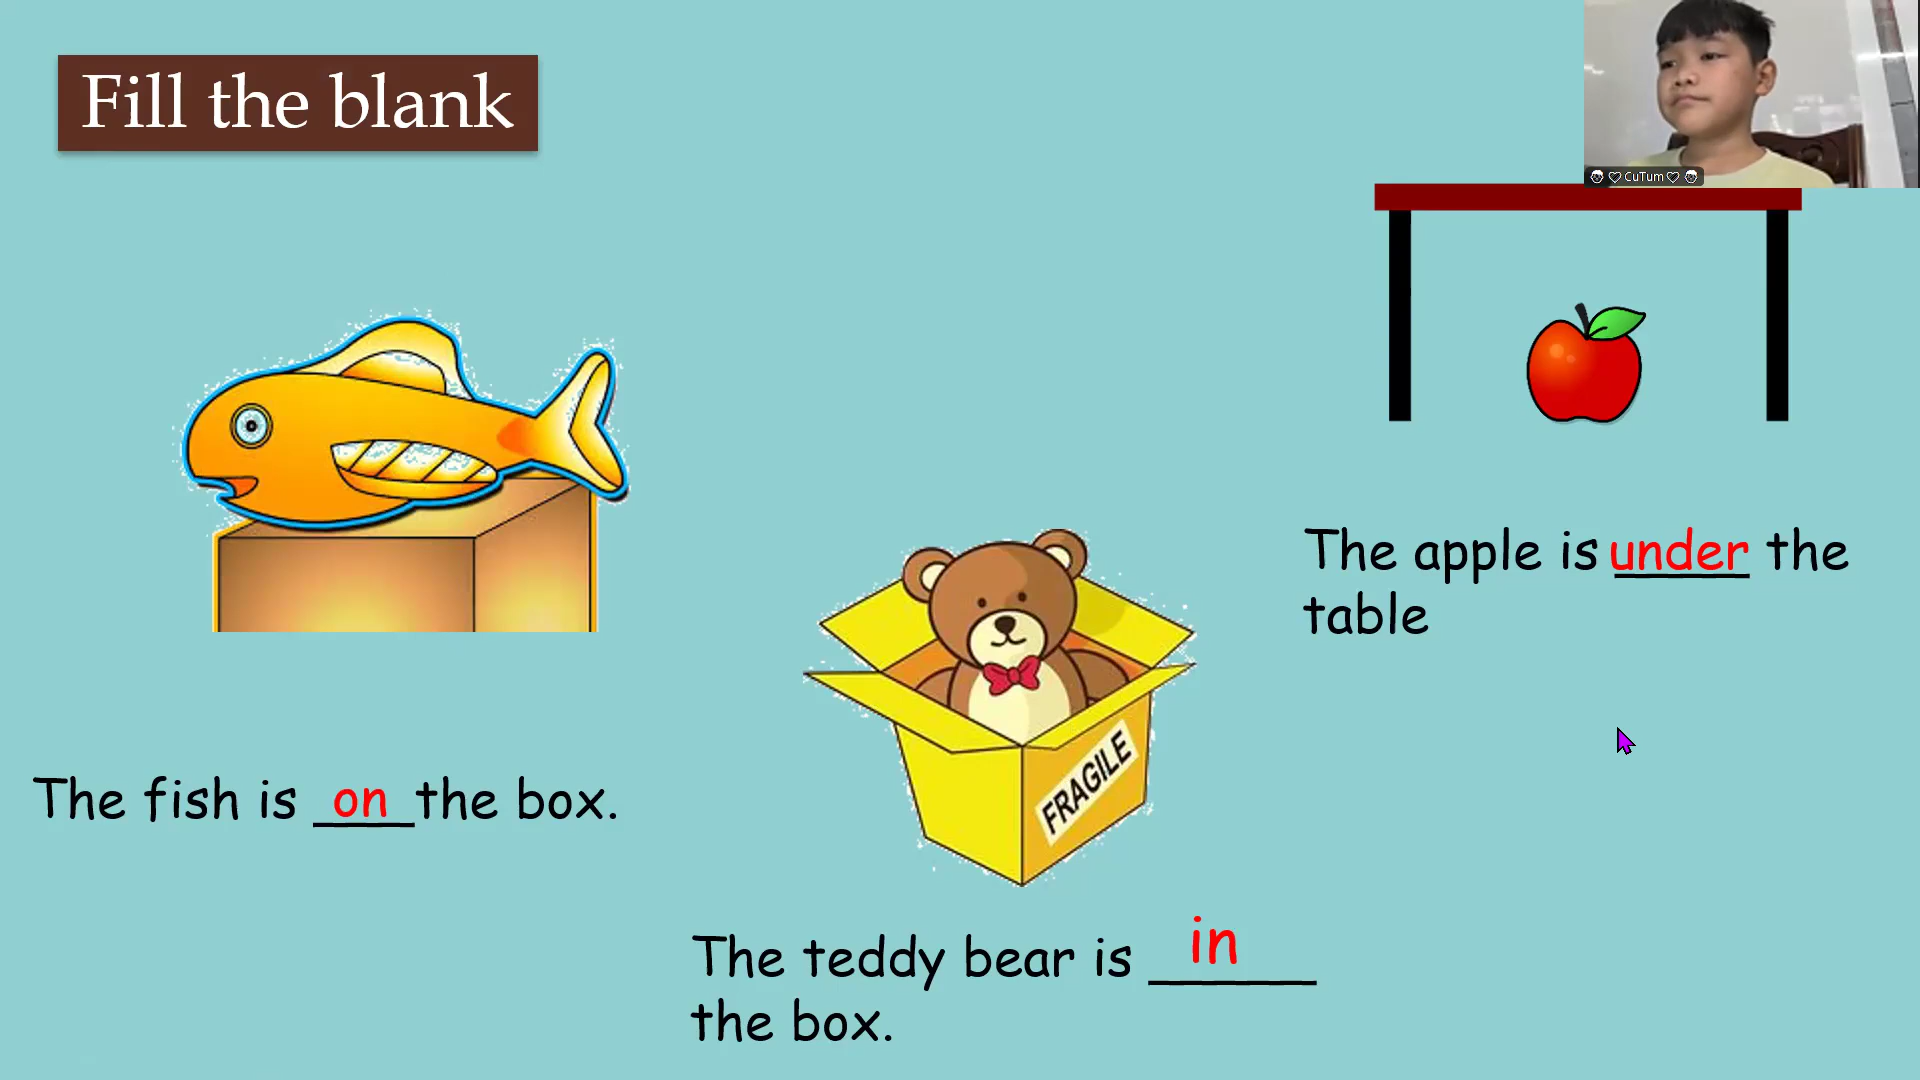 Fill the blank
♡ CuTum ♡
The apple is under the
table
The fish is on the box.
FRAGILE
The teddy bear is in
the box.